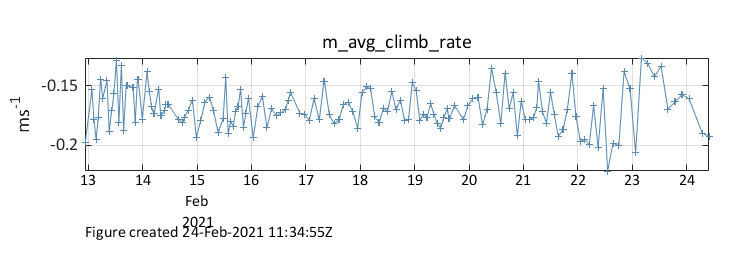 m_avg_climb_rate
-0.15
-0.2
ms-1
13 14 15 16 17 18 19 20 21 22 23 24
Feb
2021
Figure created 24-Feb-2021 11:34:55Z